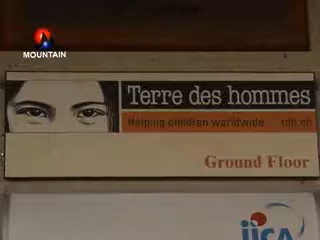 MOUNTAIN
Terre des hommes
Helping children worldwide tdh.ch
Ground Floor
jica